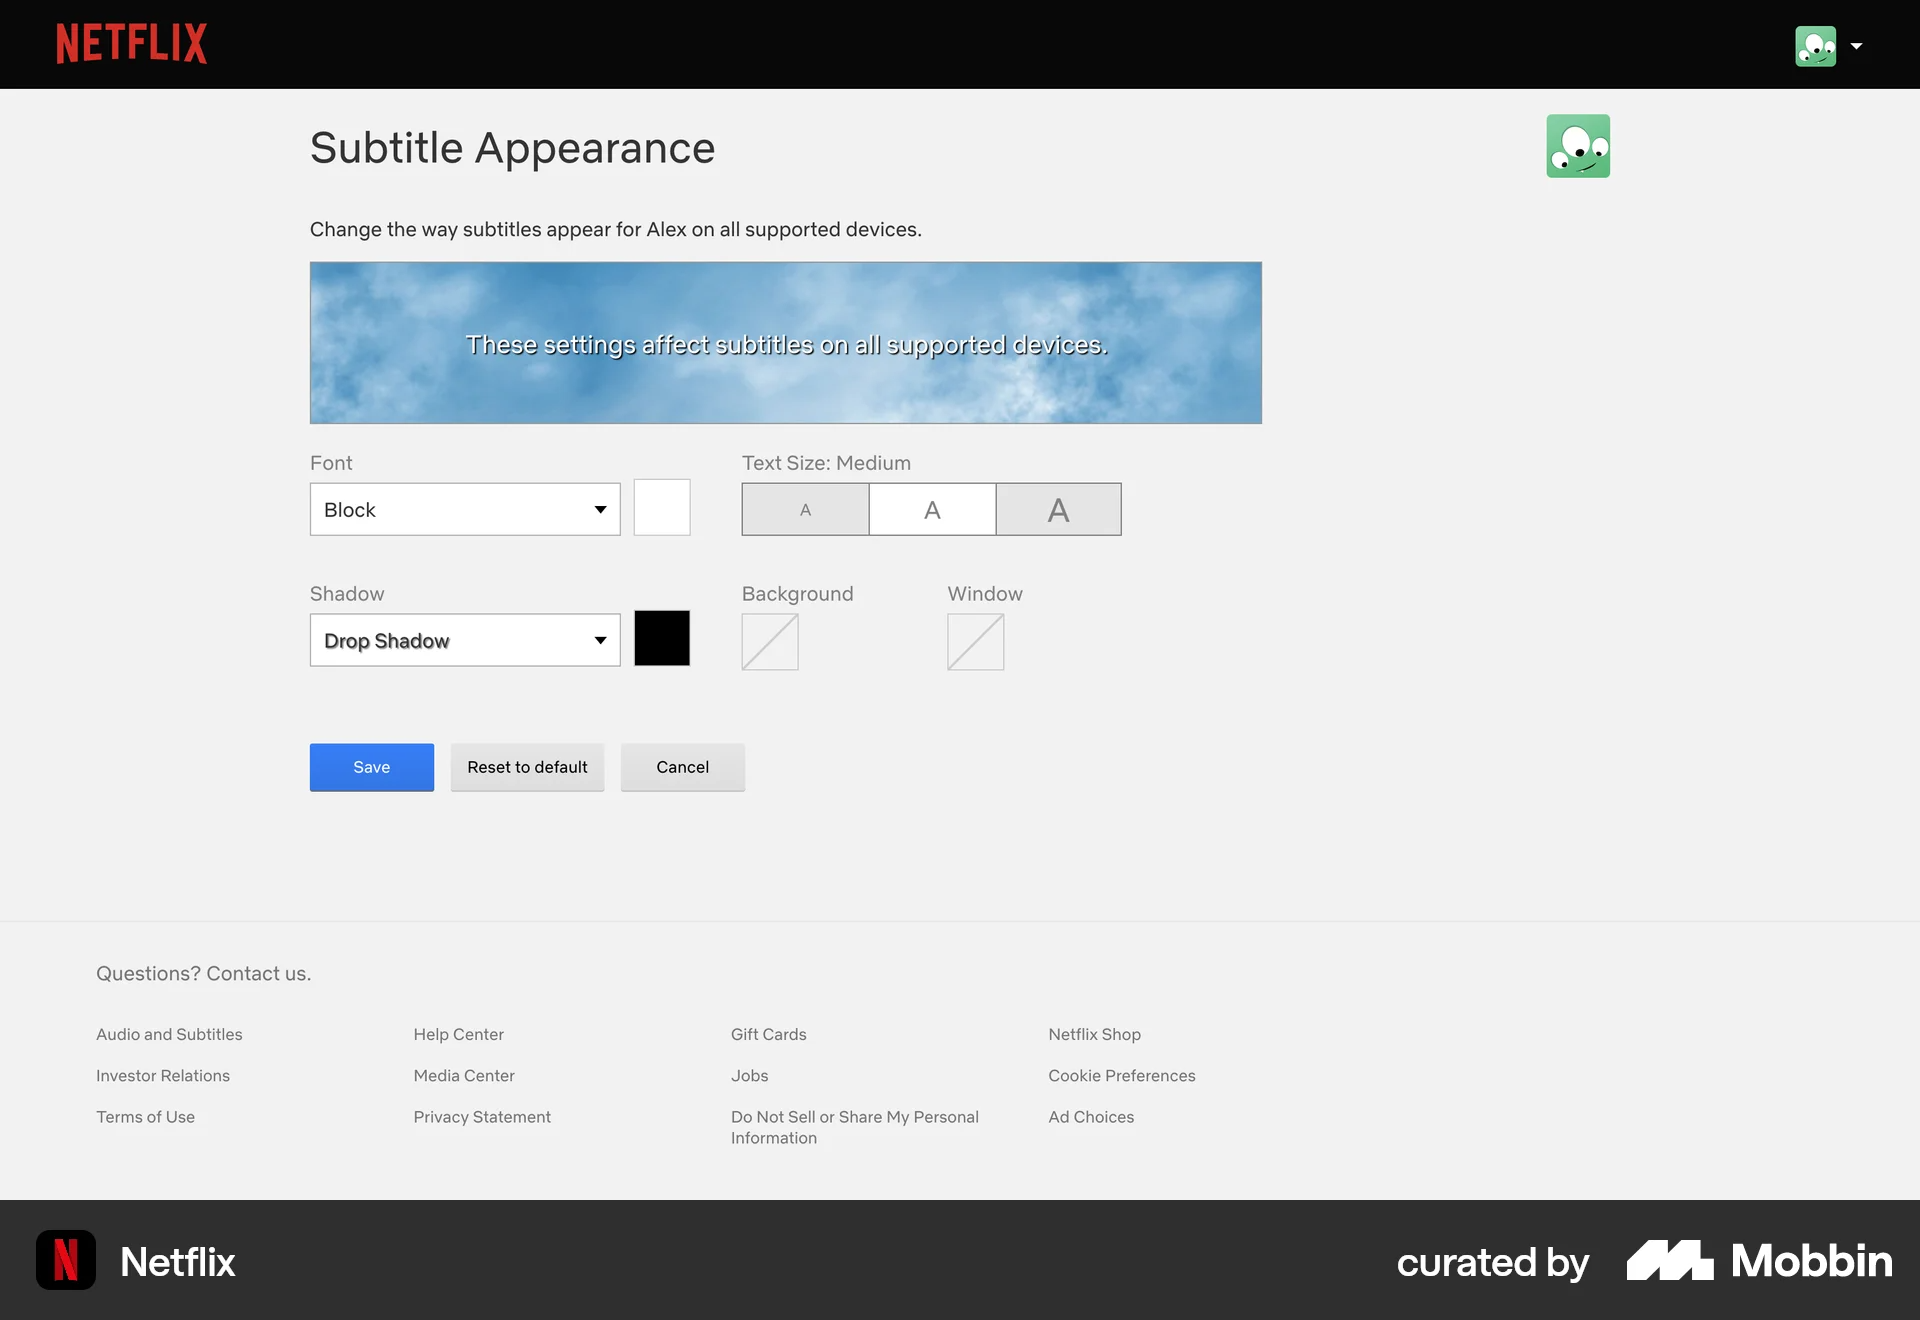 NETFLIX
Subtitle Appearance
Change the way subtitles appear for Alex on all supported devices.
These settings affect subtitles on all supported devices.
Font
Text Size: Medium
Block
A
A
A
Shadow
Background
Window
Drop Shadow
Save
Reset to default
Cancel
Questions? Contact us.
Audio and Subtitles
Help Center
Gift Cards
Netflix Shop
Investor Relations
Media Center
Jobs
Cookie Preferences
Terms of Use
Privacy Statement
Do Not Sell or Share My Personal
Information
Ad Choices
N
Netflix
curated by
Mobbin